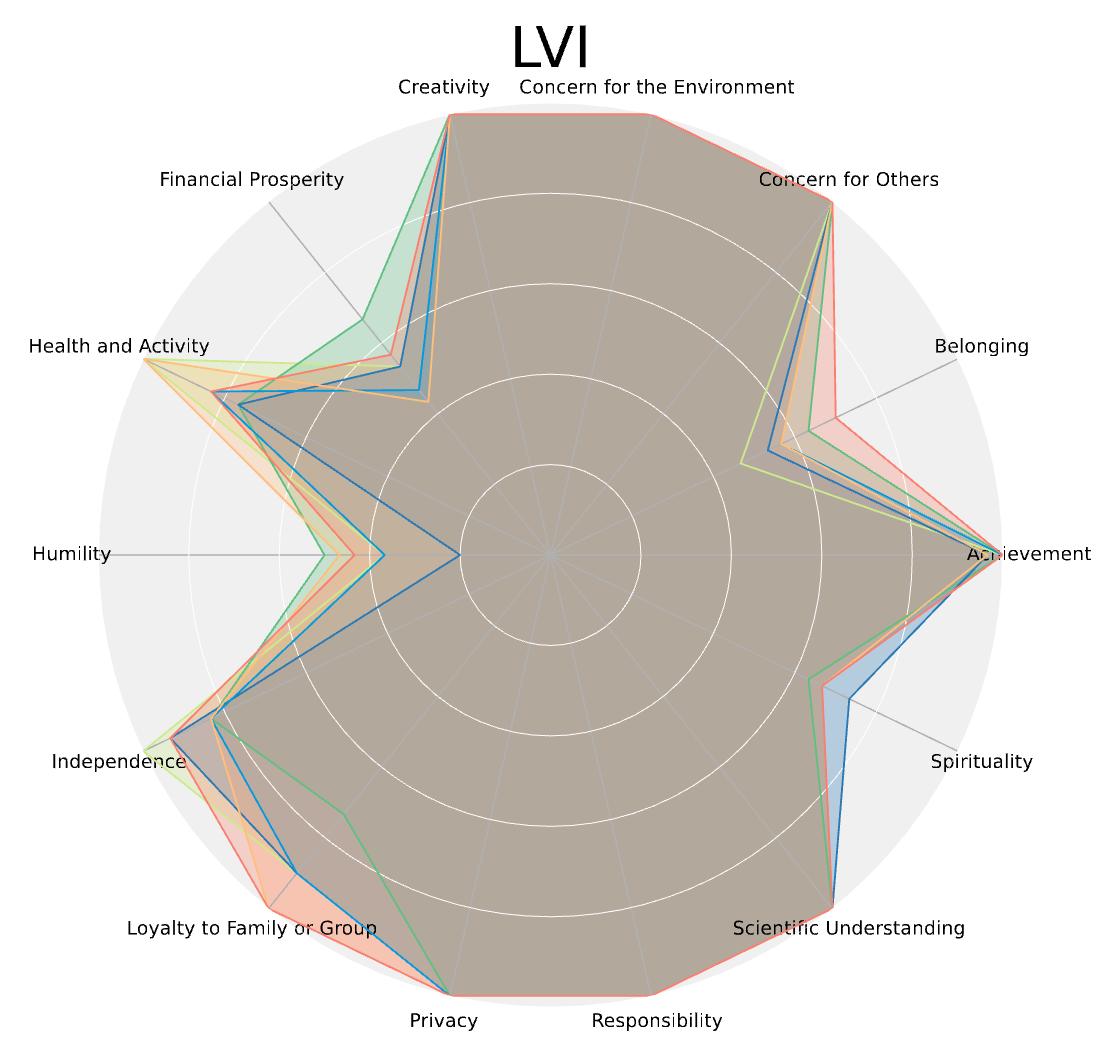 LVI
Creativity
Concern for the Environment
Financial Prosperity
Concern for Others
Health and Activity
Belonging
Humility
Achievement
Independence
Spirituality
Loyalty to Family or Group
Scientific Understanding
Privacy
Responsibility